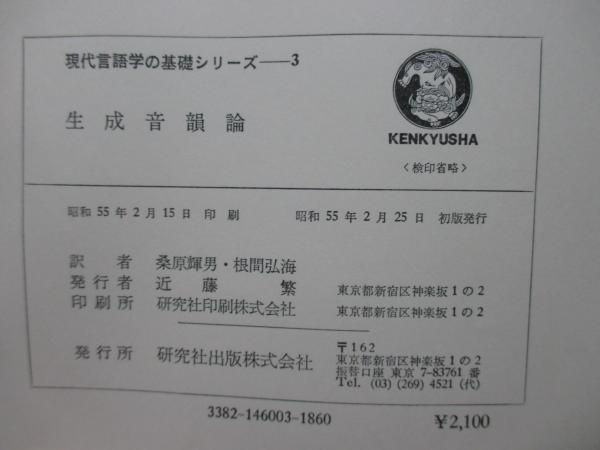 現代言語学の基礎シリーズ――3
生成音韻論
KENKYUSHA
〈検印省略〉
昭和 55 年 2 月 15 日 印 刷
昭和 55 年 2 月 25 日 初版発行
訳 者 桑原輝男・根間弘海
発行者 近藤 繁 東京都新宿区神楽坂 1 の 2
印刷所 研究社印刷株式会社 東京都新宿区神楽坂 1 の 2
発行所 研究社出版株式会社
〒162
東京都新宿区神楽坂 1 の 2
振替口座 東京 7-83761 番
Tel. (03) (269) 4521 (代)
3382-146003-1860
¥2,100